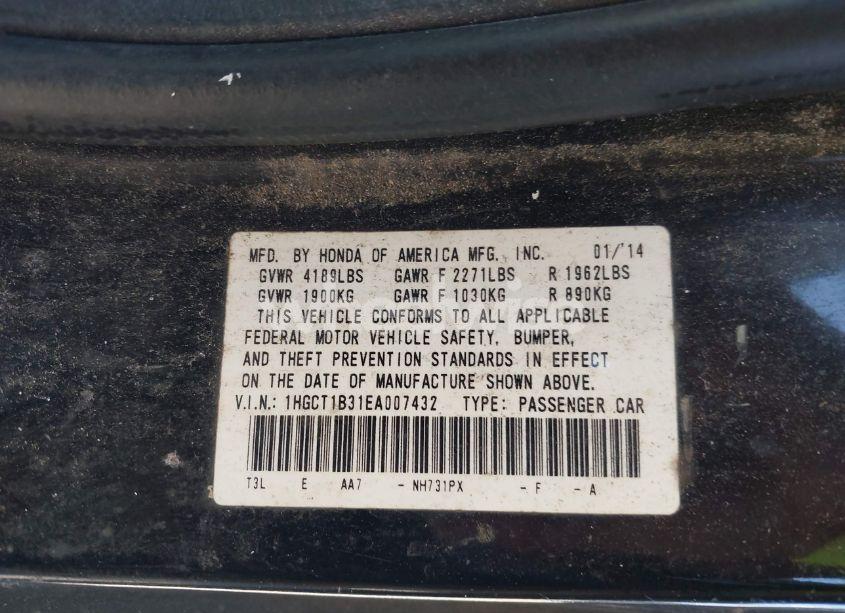 MFD. BY HONDA OF AMERICA MFG. INC. 01/'14
GVWR 4189LBS GAWR F 2271LBS R 1962LBS
GVWR 1900KG GAWR F 1030KG R 890KG
THIS VEHICLE CONFORMS TO ALL APPLICABLE
FEDERAL MOTOR VEHICLE SAFETY, BUMPER,
AND THEFT PREVENTION STANDARDS IN EFFECT
ON THE DATE OF MANUFACTURE SHOWN ABOVE.
V.I.N.: 1HGCT1B31EA007432 TYPE: PASSENGER CAR
T3L E AA7 - NH731PX - F - A